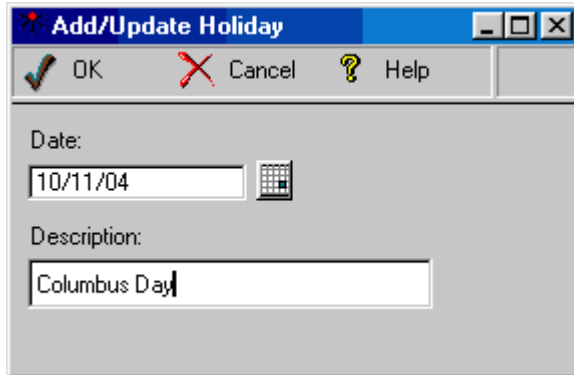 Add/Update Holiday
OK Cancel Help
Date:
10/11/04
Description:
Columbus Day